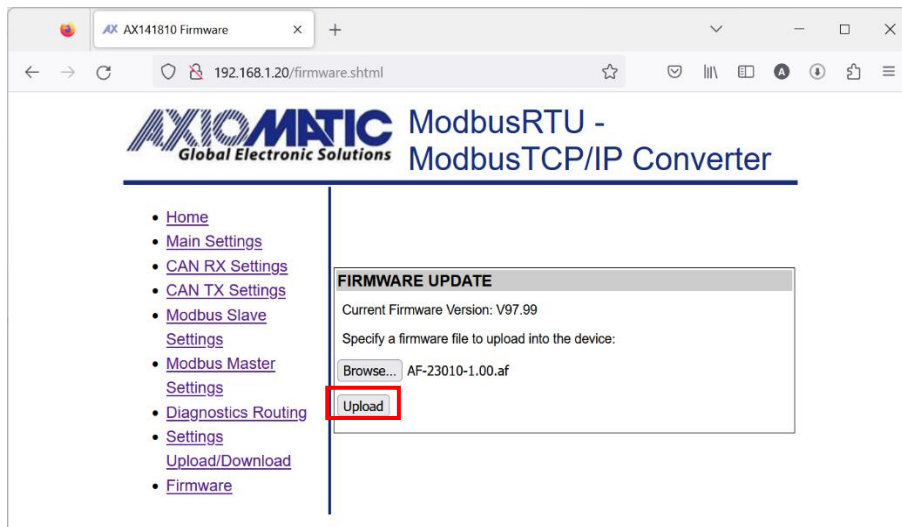 AX AX141810 Firmware
192.168.1.20/firmware.shtml
A
AXIOMATIC
Global Electronic Solutions
ModbusRTU -
ModbusTCP/IP Converter
Home
Main Settings
CAN RX Settings
CAN TX Settings
Modbus Slave
Settings
Modbus Master
Settings
Diagnostics Routing
Settings
Upload/Download
Firmware
FIRMWARE UPDATE
Current Firmware Version: V97.99
Specify a firmware file to upload into the device:
Browse... AF-23010-1.00.af
Upload